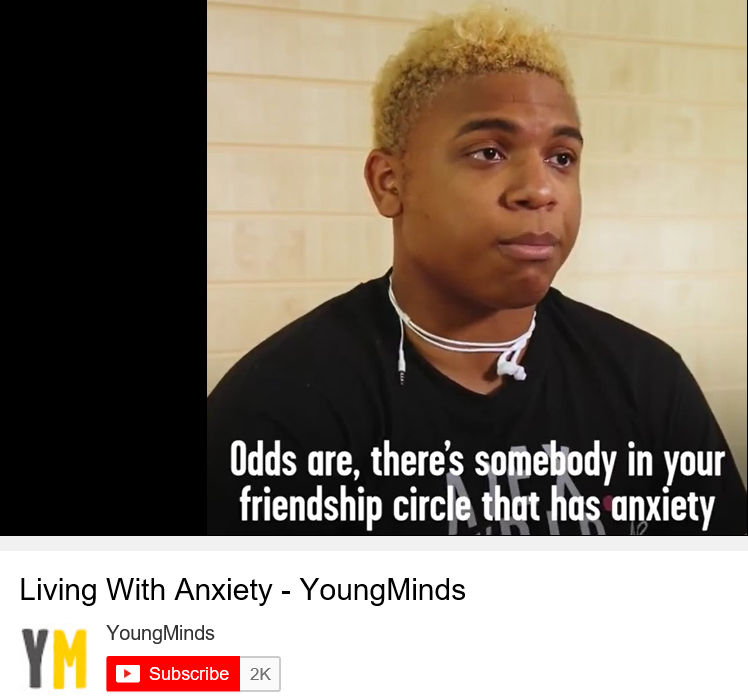 Odds are, there's somebody in your
friendship circle that has anxiety
Living With Anxiety - YoungMinds
YM
YoungMinds
Subscribe 2K